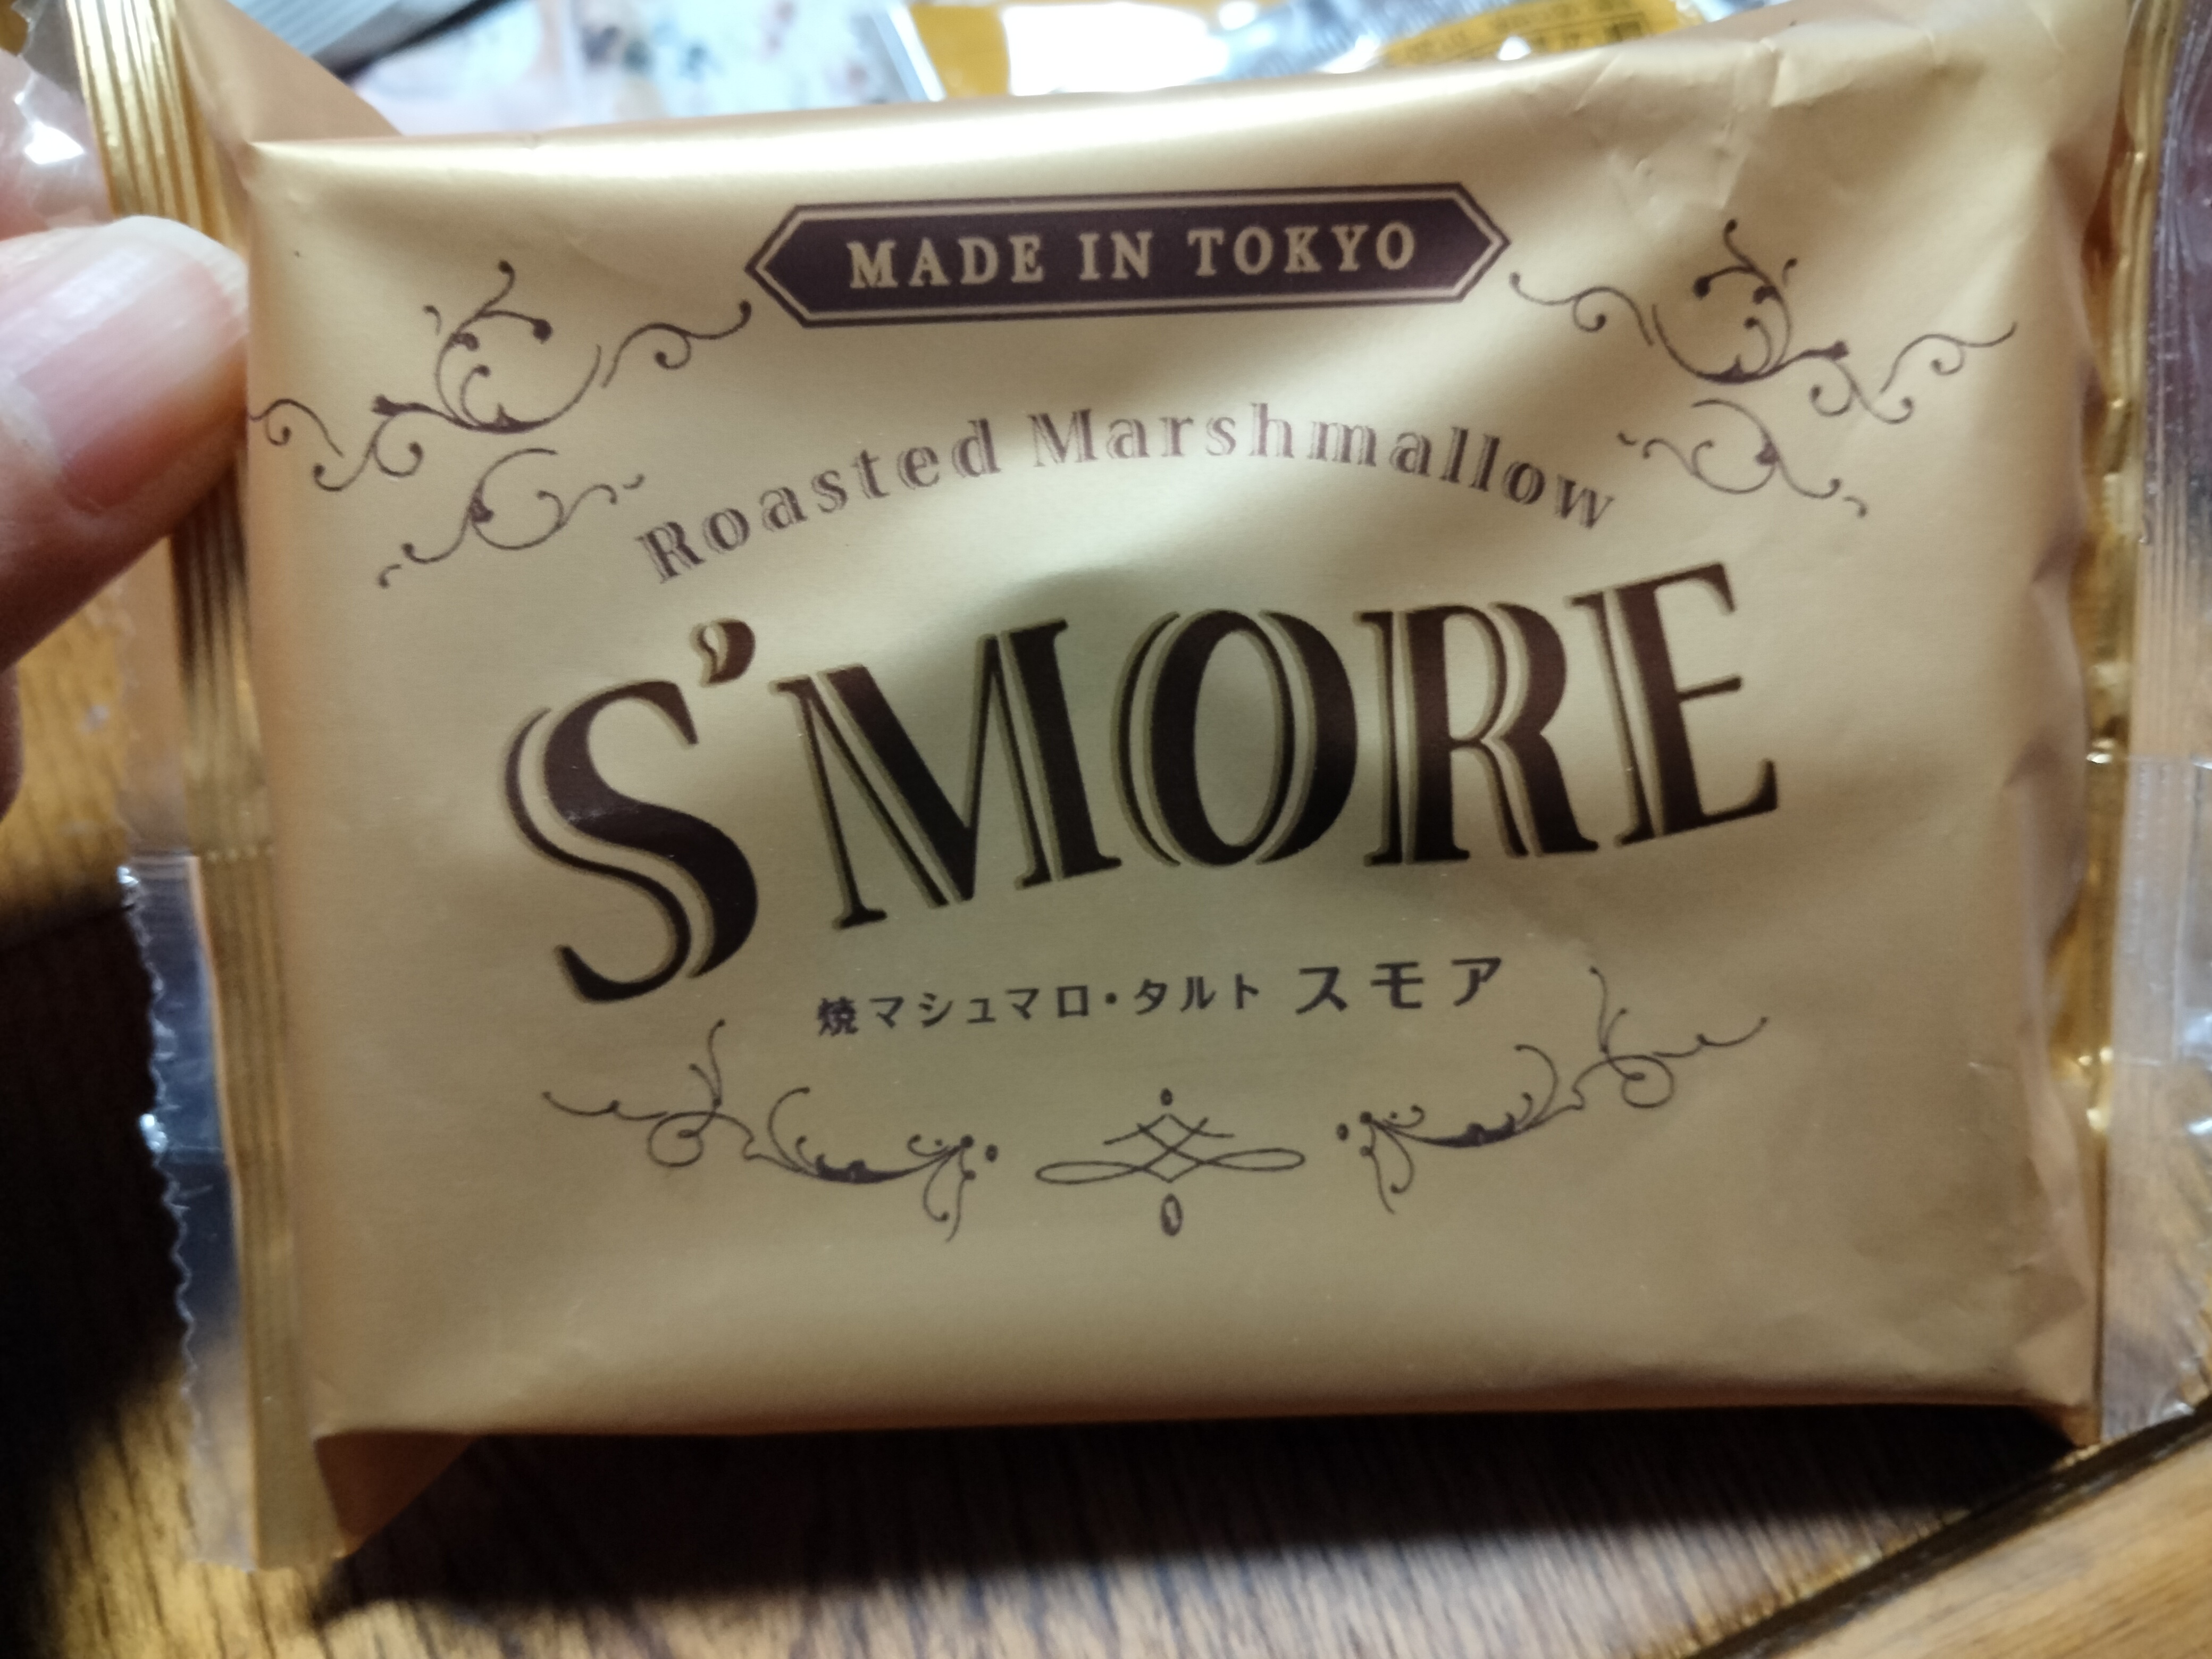 MADE IN TOKYO
Roasted Marshmallow
S'MORE
焼マシュマロ・タルト スモア